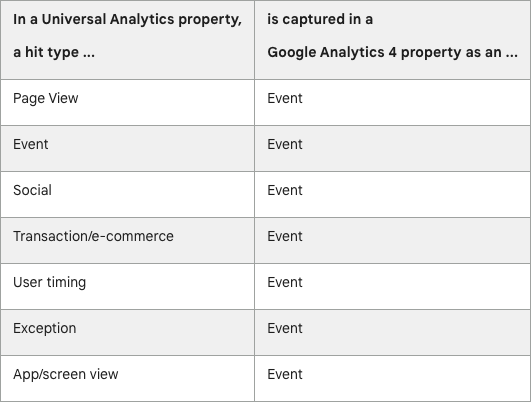 In a Universal Analytics property, is captured in a
a hit type ... Google Analytics 4 property as an ...
Page View Event
Event Event
Social Event
Transaction/e-commerce Event
User timing Event
Exception Event
App/screen view Event